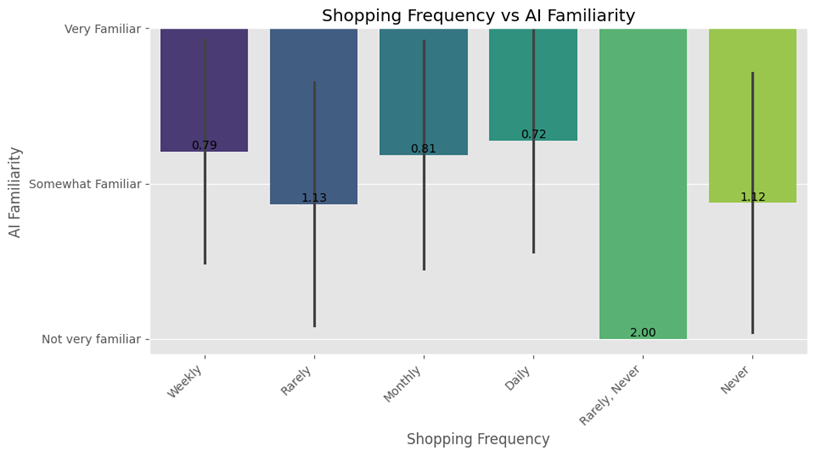 Shopping Frequency vs AI Familiarity
Very Familiar
Somewhat Familiar
Not very familiar
AI Familiarity
0.79
1.13
0.81
0.72
2.00
1.12
Weekly
Rarely
Monthly
Daily
Rarely, Never
Never
Shopping Frequency